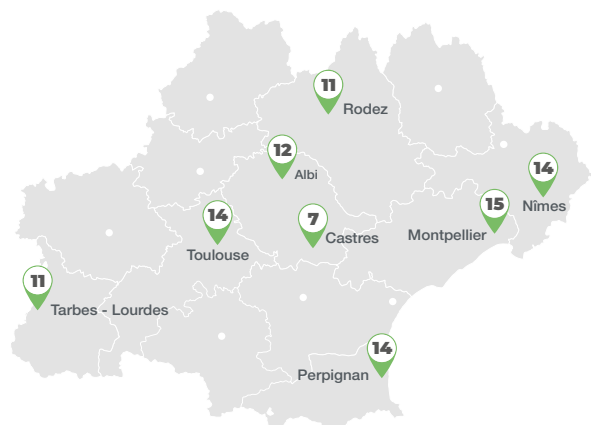 11
Rodez
12
Albi
14
Nîmes
15
Montpellier
14
Toulouse
7
Castres
11
Tarbes - Lourdes
14
Perpignan